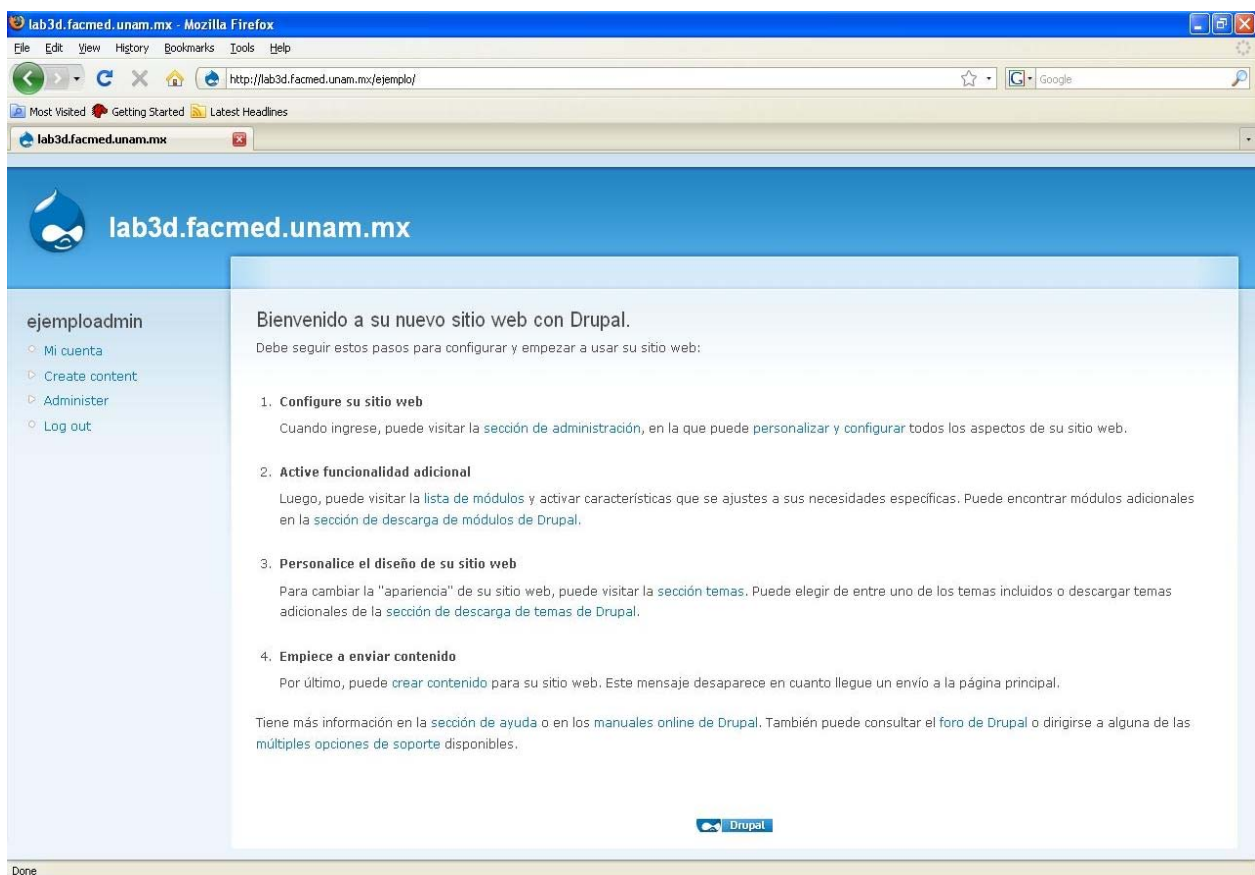 lab3d.facmed.unam.mx - Mozilla Firefox
File Edit View History Bookmarks Tools Help
http://lab3d.facmed.unam.mx/ejemplo/
G Google
Most Visited Getting Started Latest Headlines
lab3d.facmed.unam.mx
lab3d.facmed.unam.mx
ejemploadmin
Mi cuenta
Create content
Administer
Log out
Bienvenido a su nuevo sitio web con Drupal.
Debe seguir estos pasos para configurar y empezar a usar su sitio web:
1. Configure su sitio web
Cuando ingrese, puede visitar la sección de administración, en la que puede personalizar y configurar todos los aspectos de su sitio web.
2. Active funcionalidad adicional
Luego, puede visitar la lista de módulos y activar características que se ajustes a sus necesidades específicas. Puede encontrar módulos adicionales
en la sección de descarga de módulos de Drupal.
3. Personalice el diseño de su sitio web
Para cambiar la "apariencia" de su sitio web, puede visitar la sección temas. Puede elegir de entre uno de los temas incluidos o descargar temas
adicionales de la sección de descarga de temas de Drupal.
4. Empiece a enviar contenido
Por último, puede crear contenido para su sitio web. Este mensaje desaparece en cuanto llegue un envío a la página principal.
Tiene más información en la sección de ayuda o en los manuales online de Drupal. También puede consultar el foro de Drupal o dirigirse a alguna de las
múltiples opciones de soporte disponibles.
Drupal
Done